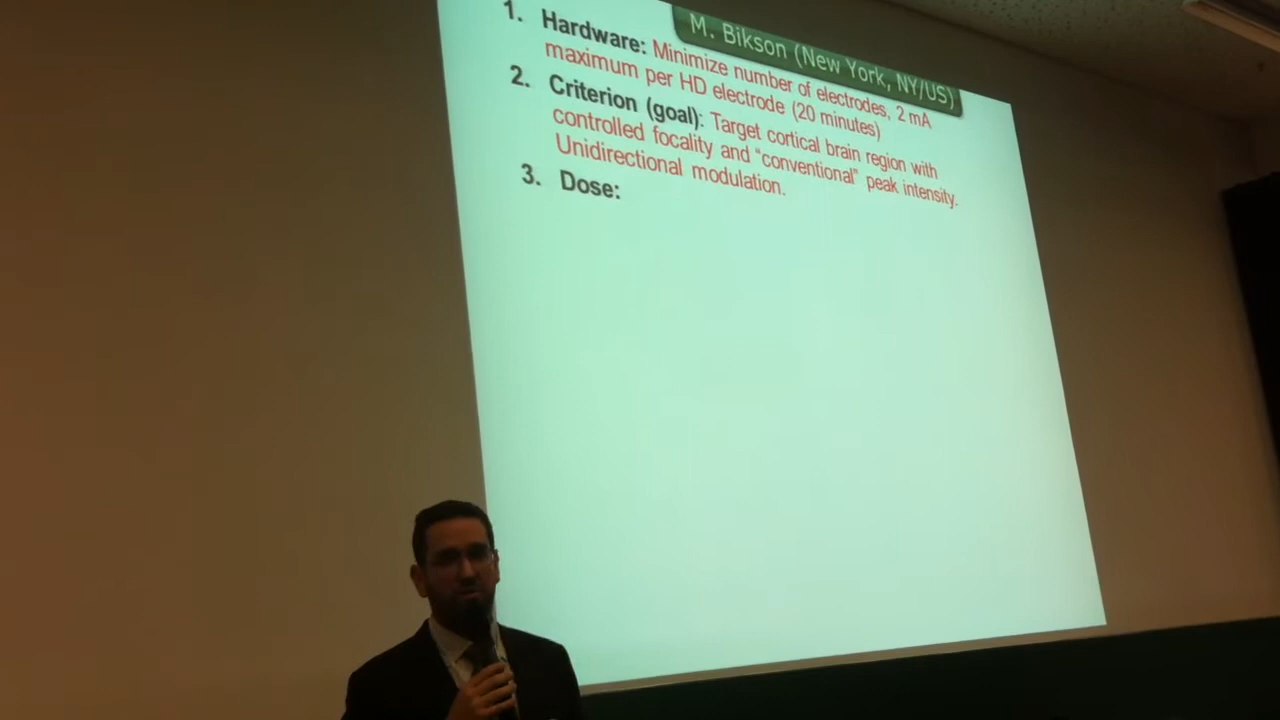 M. Bikson (New York, NY/US)
1. Hardware: Minimize number of electrodes, 2 mA
maximum per HD electrode (20 minutes)
2. Criterion (goal): Target cortical brain region with
controlled focality and "conventional" peak intensity.
Unidirectional modulation.
3. Dose: